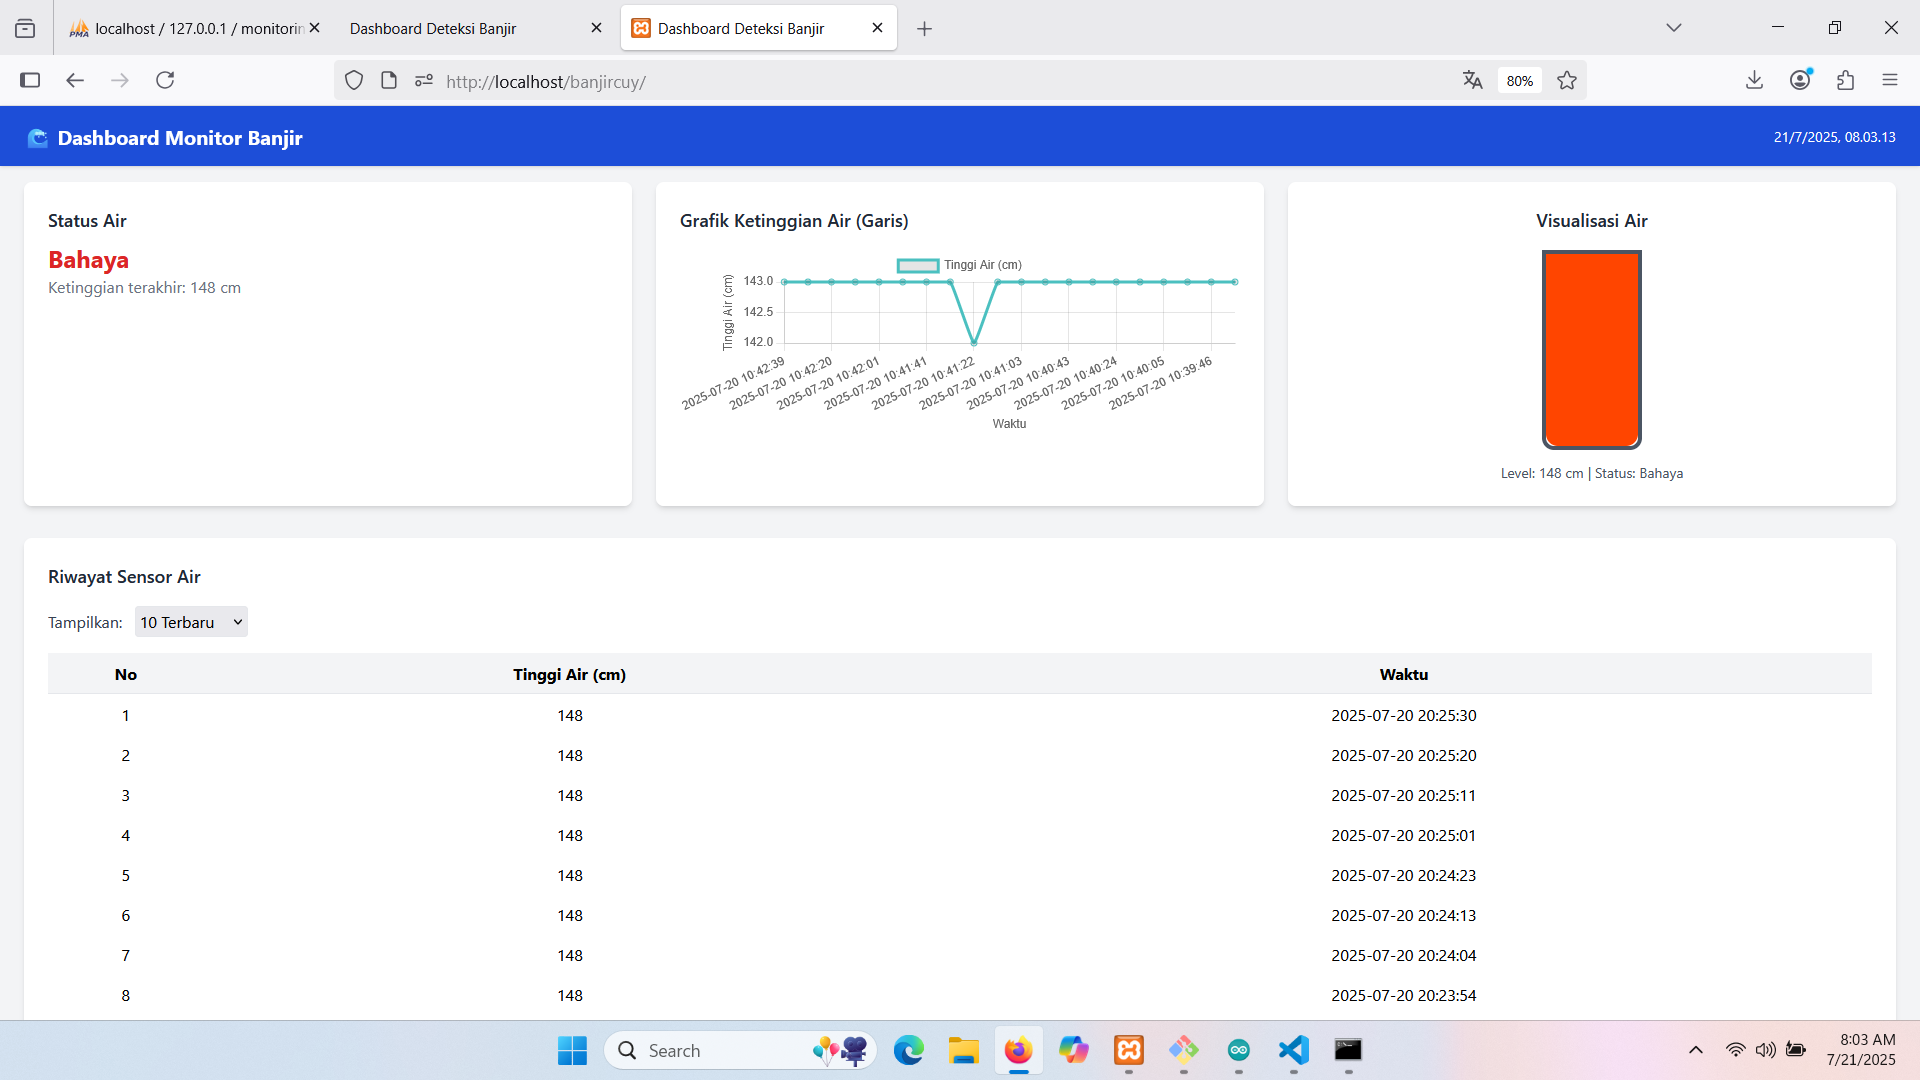 localhost / 127.0.0.1 / monitorin
Dashboard Deteksi Banjir
Dashboard Deteksi Banjir
http://localhost/banjircuy/
80%
Dashboard Monitor Banjir
21/7/2025, 08.03.13
Status Air
Bahaya
Ketinggian terakhir: 148 cm
Grafik Ketinggian Air (Garis)
Tinggi Air (cm)
Tinggi Air (cm)
143.0
142.5
142.0
2025-07-20 10:42:39
2025-07-20 10:42:20
2025-07-20 10:42:01
2025-07-20 10:41:41
2025-07-20 10:41:22
2025-07-20 10:41:03
2025-07-20 10:40:43
2025-07-20 10:40:24
2025-07-20 10:40:05
2025-07-20 10:39:46
Waktu
Visualisasi Air
Level: 148 cm | Status: Bahaya
Riwayat Sensor Air
Tampilkan: 10 Terbaru
No Tinggi Air (cm) Waktu
1 148 2025-07-20 20:25:30
2 148 2025-07-20 20:25:20
3 148 2025-07-20 20:25:11
4 148 2025-07-20 20:25:01
5 148 2025-07-20 20:24:23
6 148 2025-07-20 20:24:13
7 148 2025-07-20 20:24:04
8 148 2025-07-20 20:23:54
Search
8:03 AM
7/21/2025